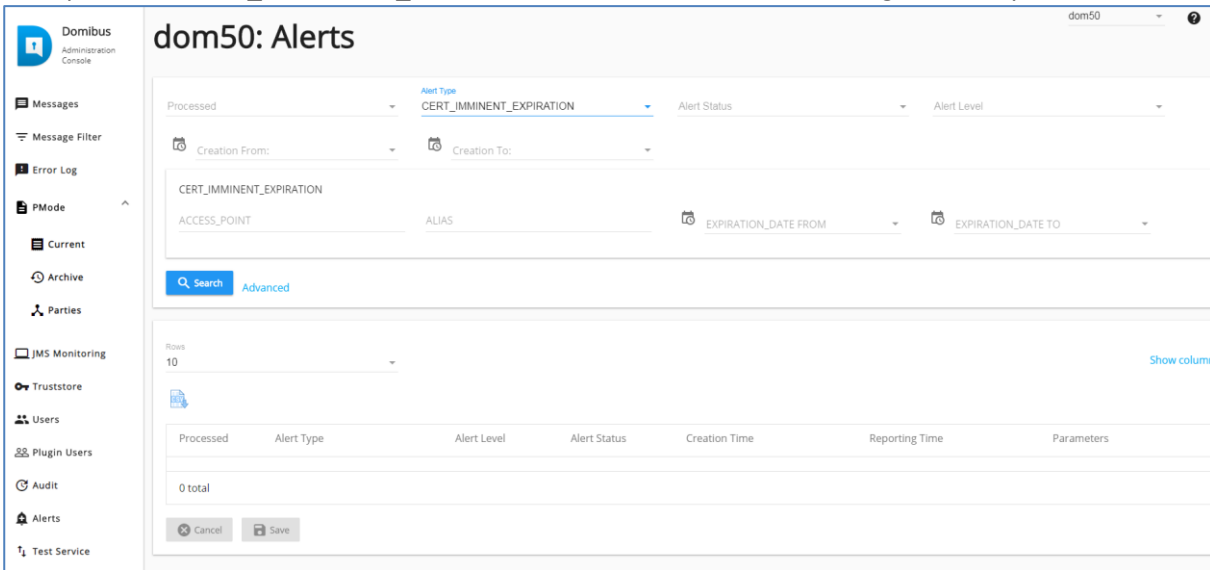 Domibus
Administration
Console
dom50: Alerts
dom50
Messages
Message Filter
Error Log
PMode
Current
Archive
Parties
JMS Monitoring
Truststore
Users
Plugin Users
Audit
Alerts
Test Service
Processed
Alert Type
CERT_IMMINENT_EXPIRATION
Alert Status
Alert Level
Creation From:
Creation To:
CERT_IMMINENT_EXPIRATION
ACCESS_POINT
ALIAS
EXPIRATION_DATE FROM
EXPIRATION_DATE TO
Search
Advanced
Rows
10
Show colum
Processed Alert Type Alert Level Alert Status Creation Time Reporting Time Parameters
0 total
Cancel Save